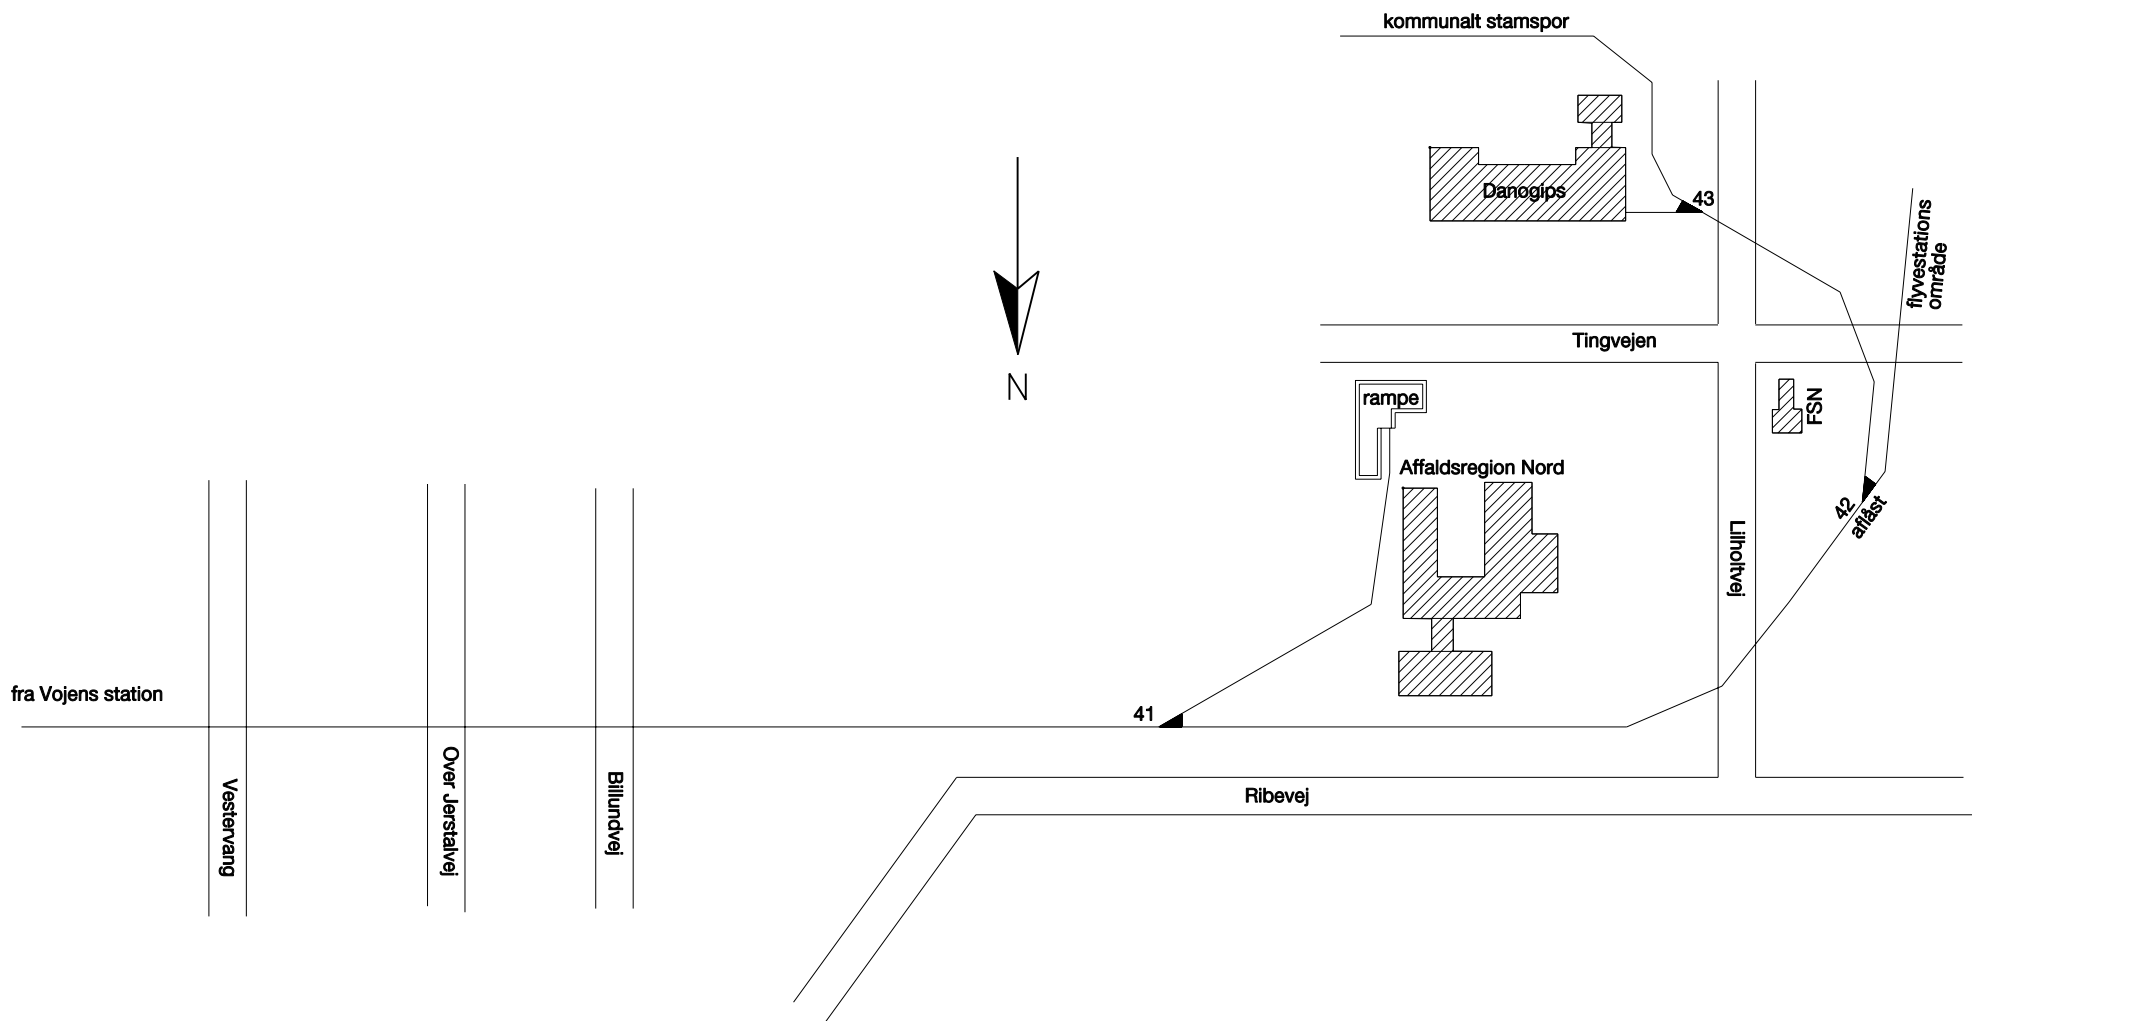 kommunalt stamspor
Danogips
43
flyvestations
område
Tingvejen
N
rampe
FSN
Affaldsregion Nord
42
aflåst
Lilholtvej
fra Vojens station
41
Vestervang
Over Jerstalvej
Billundvej
Ribevej